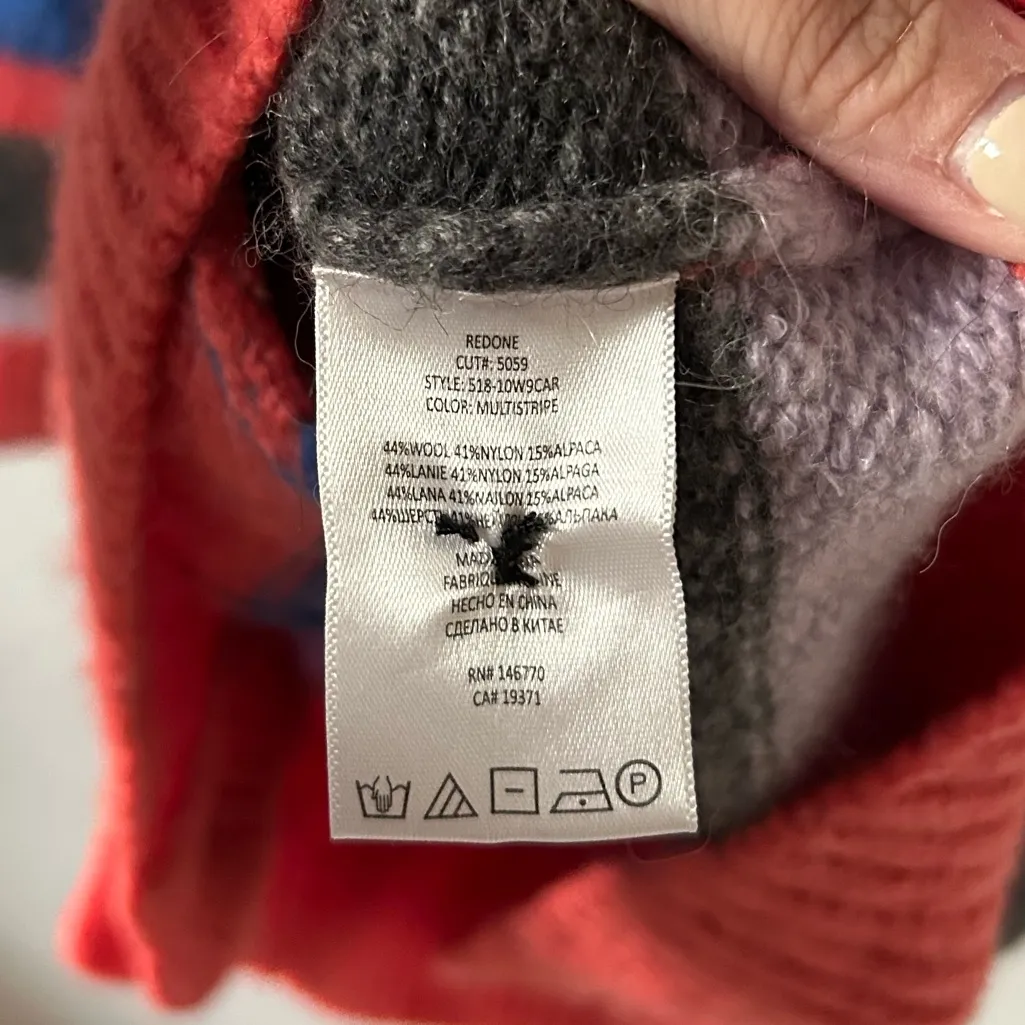 REDONE
CUT#: 5059
STYLE: 518-10W9CAR
COLOR: MULTISTRIPE
44%WOOL 41%NYLON 15%ALPACA
44%LANIE 41%NYLON 15%ALPAGA
44%LANA 41%NAILON 15%ALPACA
АЛЬПАКА
HECHO EN CHINA
СДЕЛАНО В КИТАЕ
RN# 146770
CA# 19371
P